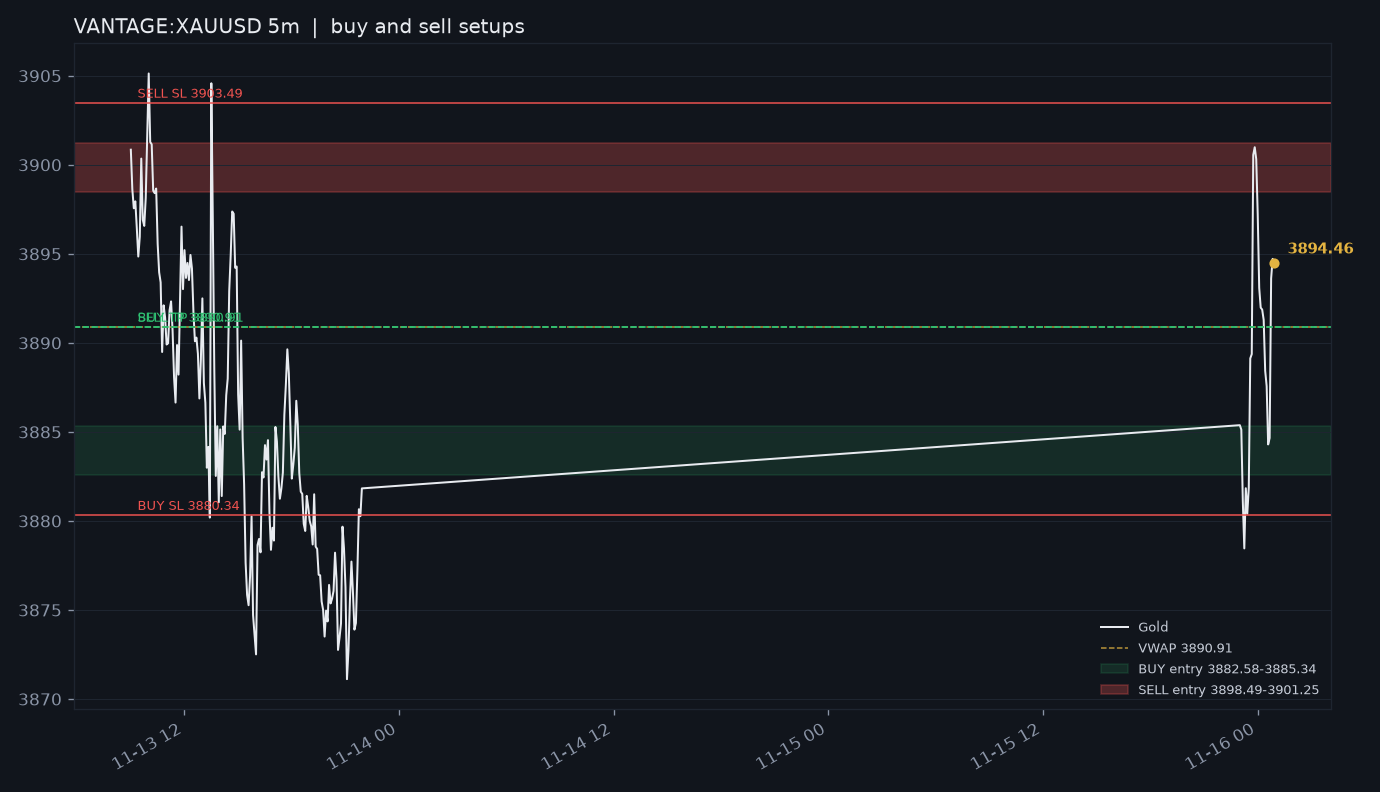 VANTAGE:XAUUSD 5m | buy and sell setups
3905
SELL SL 3903.49
3900
3895
3894.46
3890
3885
BUY SL 3880.34
3880
3875
3870
Gold
VWAP 3890.91
BUY entry 3882.58-3885.34
SELL entry 3898.49-3901.25
11-13 12
11-14 00
11-14 12
11-15 00
11-15 12
11-16 00